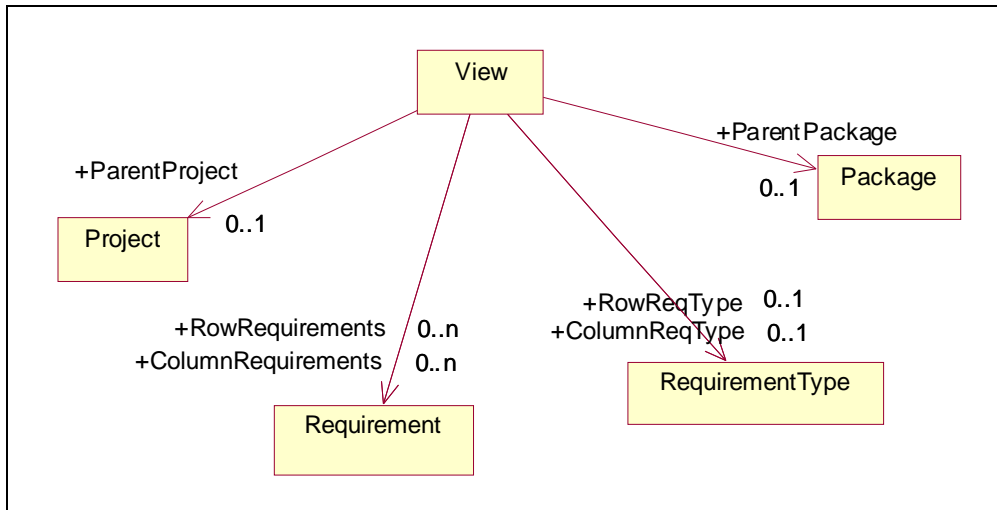 View
+ParentPackage
+ParentProject
0..1
Package
0..1
Project
+RowReqType 0..1
+RowRequirements 0..n
+ColumnReqType 0..1
+ColumnRequirements 0..n
RequirementType
Requirement